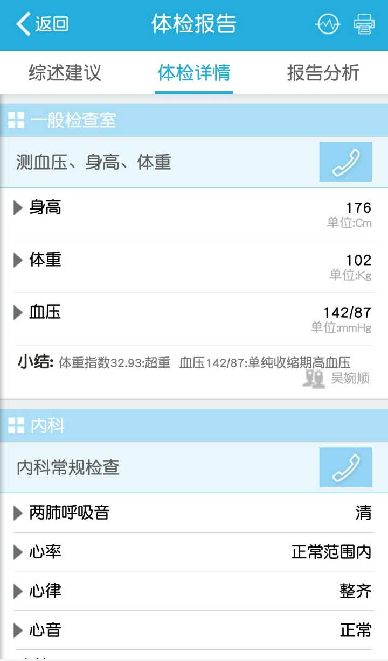 返回
体检报告
综述建议
体检详情
报告分析
一般检查室
测血压、身高、体重
身高 176
单位:Cm
体重 102
单位:Kg
血压 142/87
单位:mmHg
小结: 体重指数32.93:超重 血压142/87:单纯收缩期高血压
吴婉顺
内科
内科常规检查
两肺呼吸音 清
心率 正常范围内
心律 整齐
心音 正常